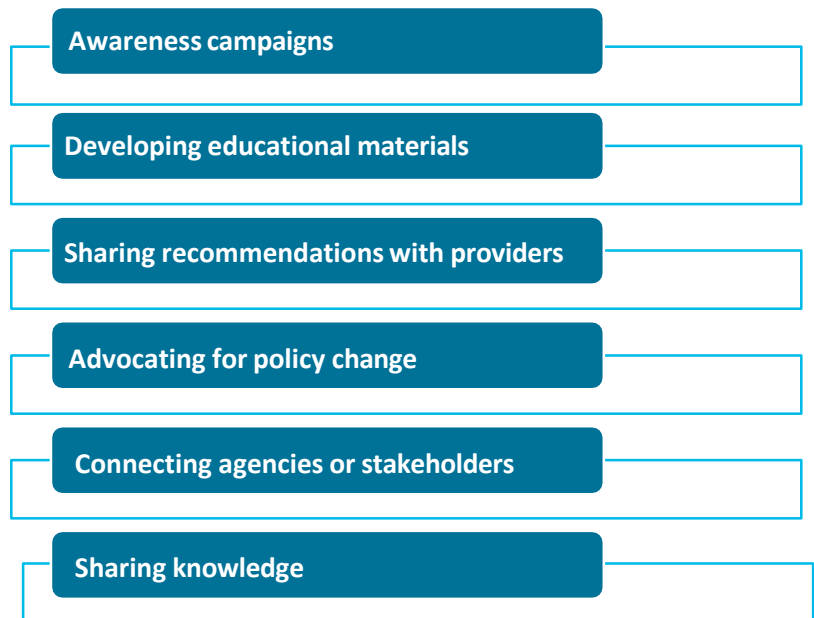 Awareness campaigns
Developing educational materials
Sharing recommendations with providers
Advocating for policy change
Connecting agencies or stakeholders
Sharing knowledge